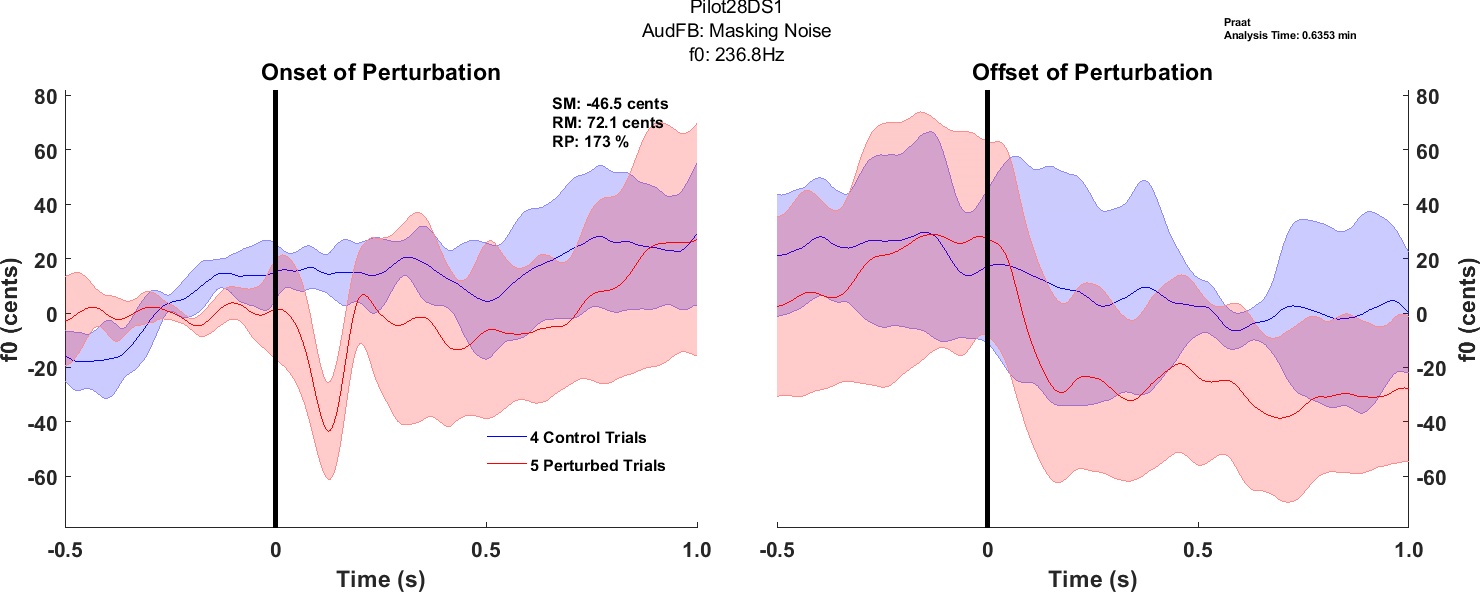 Pilot28DS1
AudFB: Masking Noise
f0: 236.8Hz
Praat
Analysis Time: 0.6353 min
Onset of Perturbation
SM: -46.5 cents
RM: 72.1 cents
RP: 173 %
80
60
40
20
0
-20
-40
-60
f0 (cents)
4 Control Trials
5 Perturbed Trials
-0.5 0 0.5 1.0
Time (s)
Offset of Perturbation
80
60
40
20
0
-20
-40
-60
f0 (cents)
-0.5 0 0.5 1.0
Time (s)